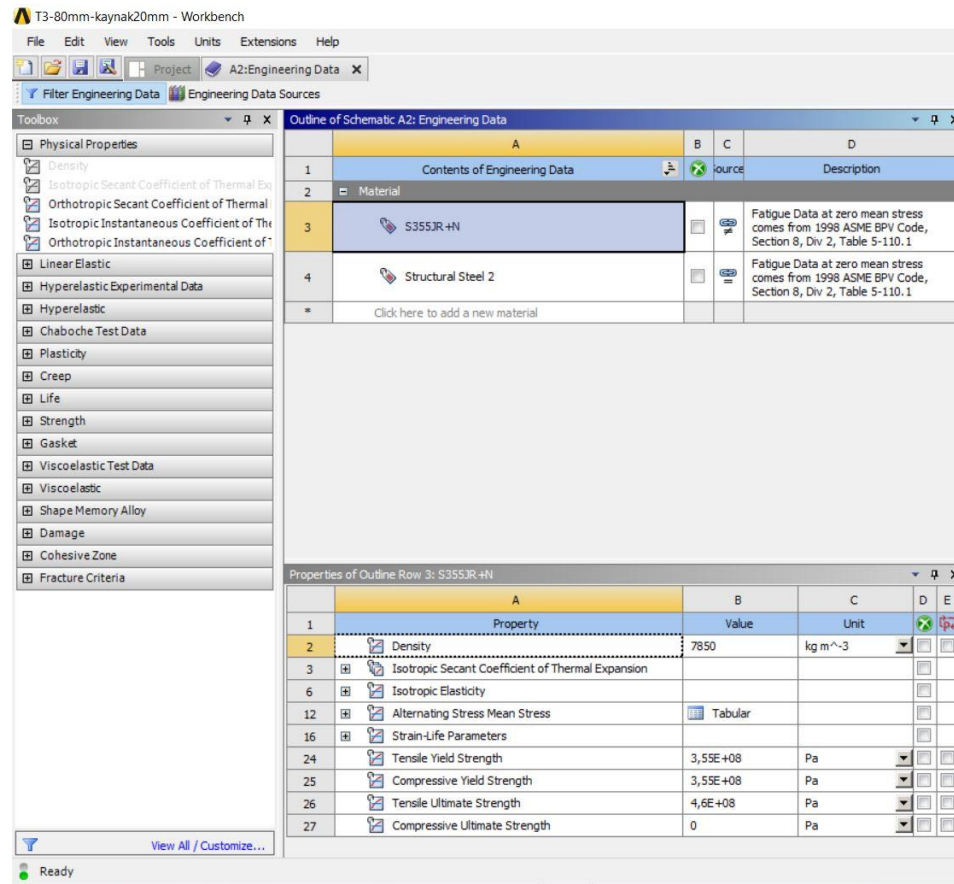 T3-80mm-kaynak20mm - Workbench
File Edit View Tools Units Extensions Help
Project A2:Engineering Data
Filter Engineering Data Engineering Data Sources
Toolbox
Physical Properties
Density
Isotropic Secant Coefficient of Thermal Exp
Orthotropic Secant Coefficient of Thermal
Isotropic Instantaneous Coefficient of The
Orthotropic Instantaneous Coefficient of T
Linear Elastic
Hyperelastic Experimental Data
Hyperelastic
Chaboche Test Data
Plasticity
Creep
Life
Strength
Gasket
Viscoelastic Test Data
Viscoelastic
Shape Memory Alloy
Damage
Cohesive Zone
Fracture Criteria
View All / Customize...
Outline of Schematic A2: Engineering Data
A B C D
1 Contents of Engineering Data ource Description
2 Material
3 S355JR+N Fatigue Data at zero mean stress
comes from 1998 ASME BPV Code,
Section 8, Div 2, Table 5-110.1
4 Structural Steel 2 Fatigue Data at zero mean stress
comes from 1998 ASME BPV Code,
Section 8, Div 2, Table 5-110.1
* Click here to add a new material
Properties of Outline Row 3: S355JR+N
A B C D E
1 Property Value Unit
2 Density 7850 kg m^-3
3 Isotropic Secant Coefficient of Thermal Expansion
6 Isotropic Elasticity
12 Alternating Stress Mean Stress Tabular
16 Strain-Life Parameters
24 Tensile Yield Strength 3,55E+08 Pa
25 Compressive Yield Strength 3,55E+08 Pa
26 Tensile Ultimate Strength 4,6E+08 Pa
27 Compressive Ultimate Strength 0 Pa
Ready